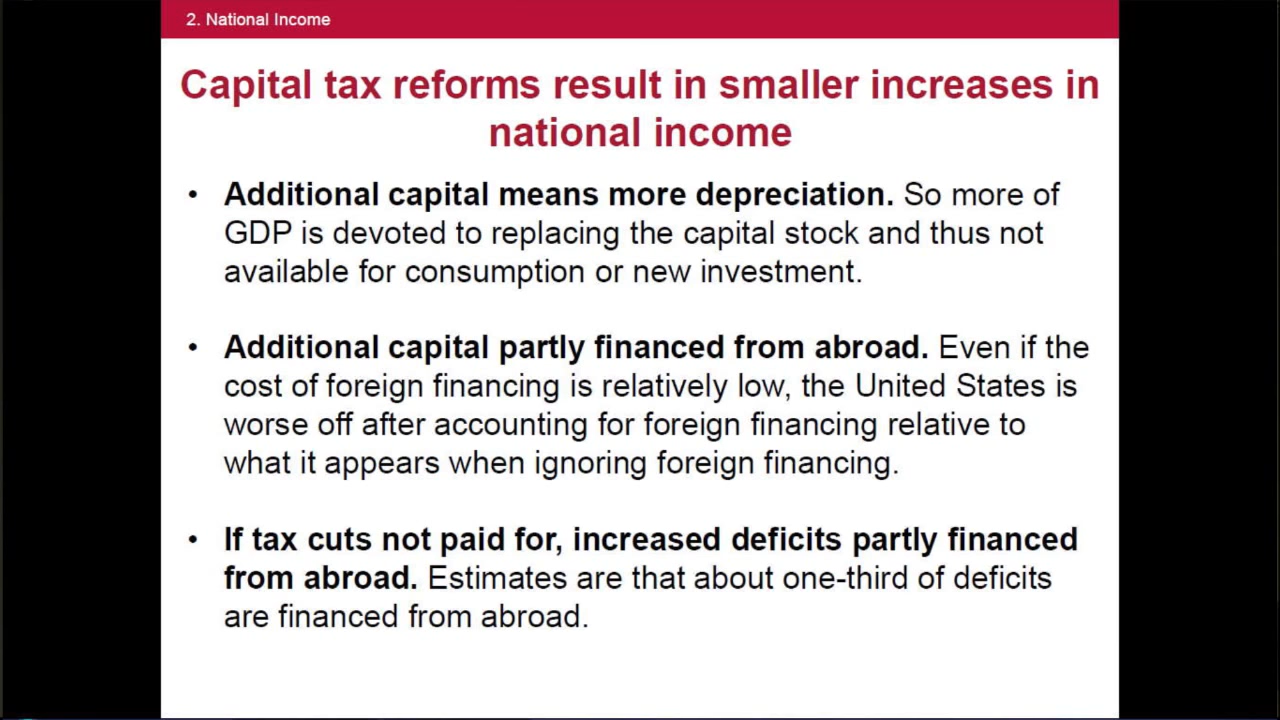 2. National Income
Capital tax reforms result in smaller increases in
national income
• Additional capital means more depreciation. So more of
GDP is devoted to replacing the capital stock and thus not
available for consumption or new investment.
• Additional capital partly financed from abroad. Even if the
cost of foreign financing is relatively low, the United States is
worse off after accounting for foreign financing relative to
what it appears when ignoring foreign financing.
• If tax cuts not paid for, increased deficits partly financed
from abroad. Estimates are that about one-third of deficits
are financed from abroad.